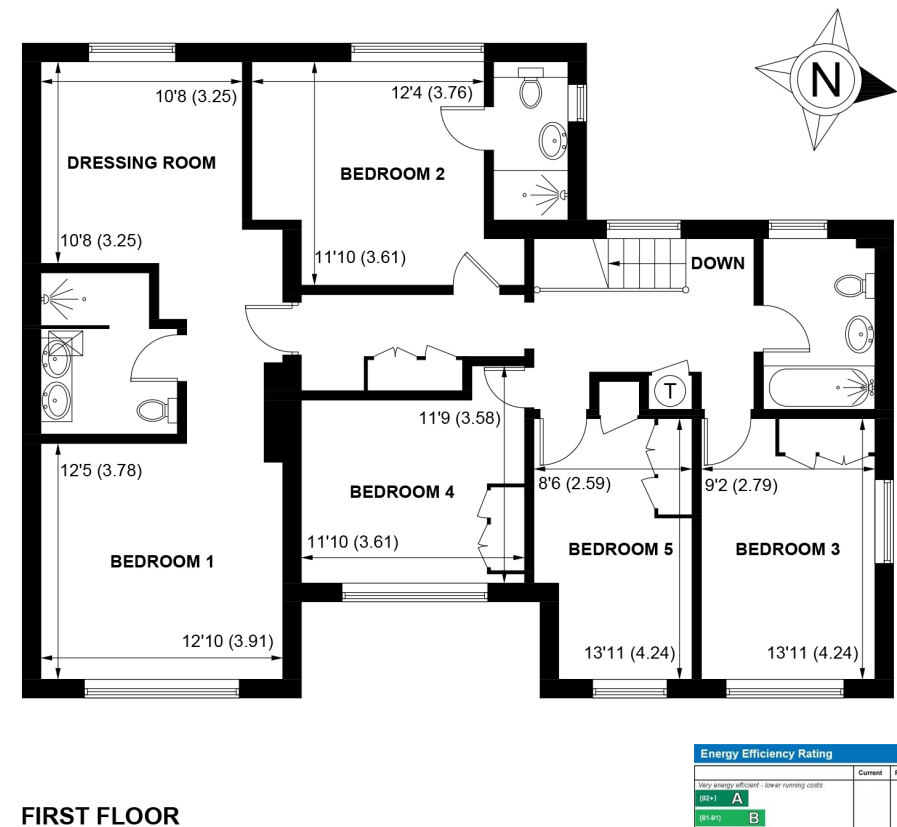 N
10'8 (3.25)
12'4 (3.76)
DRESSING ROOM
BEDROOM 2
10'8 (3.25)
11'10 (3.61)
DOWN
T
11'9 (3.58)
12'5 (3.78)
8'6 (2.59)
9'2 (2.79)
BEDROOM 4
11'10 (3.61)
BEDROOM 5
BEDROOM 3
BEDROOM 1
12'10 (3.91)
13'11 (4.24)
13'11 (4.24)
Energy Efficiency Rating
Current
Very energy efficient - lower running costs
(92+) A
(81-91) B
FIRST FLOOR